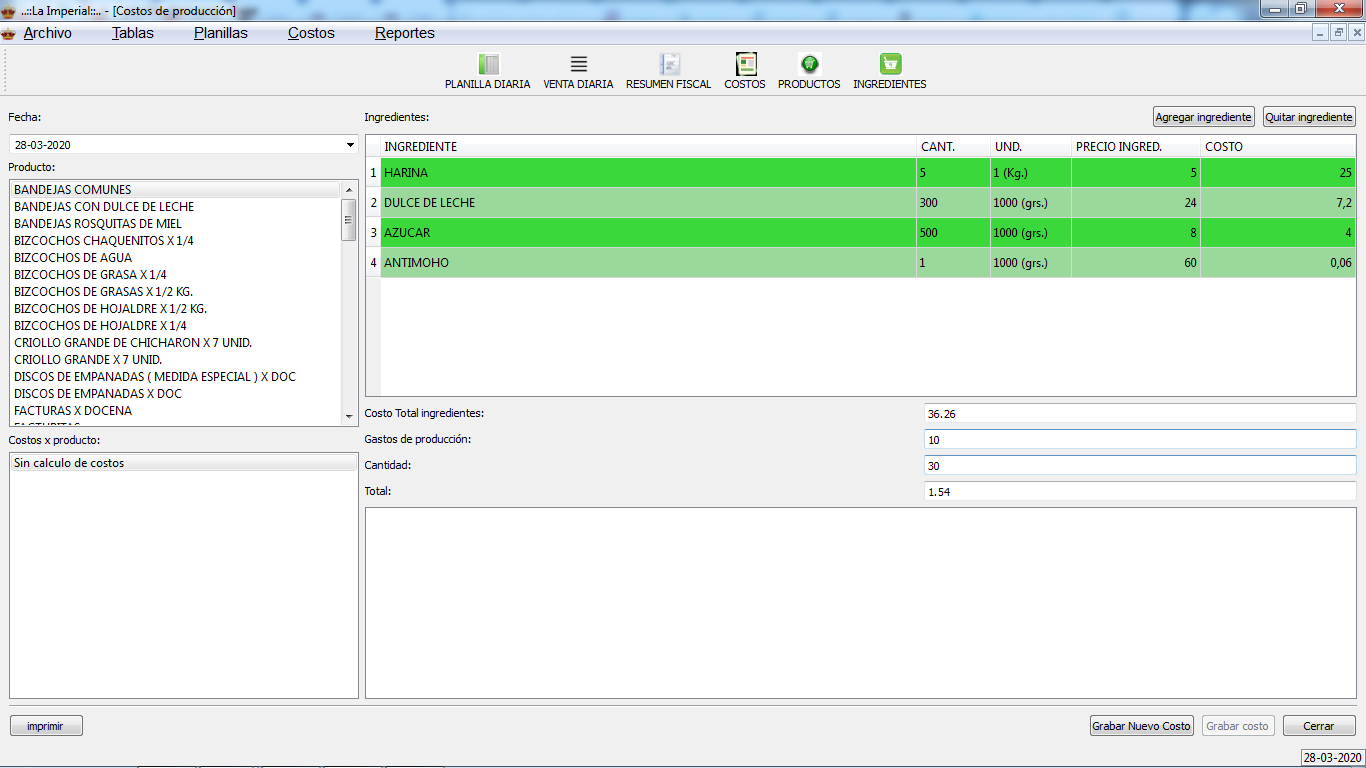 ..::La Imperial::.. - [Costos de producción]
Archivo Tablas Planillas Costos Reportes
PLANILLA DIARIA VENTA DIARIA RESUMEN FISCAL COSTOS PRODUCTOS INGREDIENTES
Fecha:
28-03-2020
Producto:
BANDEJAS COMUNES
BANDEJAS CON DULCE DE LECHE
BANDEJAS ROSQUITAS DE MIEL
BIZCOCHOS CHAQUENITOS X 1/4
BIZCOCHOS DE AGUA
BIZCOCHOS DE GRASA X 1/4
BIZCOCHOS DE GRASAS X 1/2 KG.
BIZCOCHOS DE HOJALDRE X 1/2 KG.
BIZCOCHOS DE HOJALDRE X 1/4
CRIOLLO GRANDE DE CHICHARON X 7 UNID.
CRIOLLO GRANDE X 7 UNID.
DISCOS DE EMPANADAS ( MEDIDA ESPECIAL ) X DOC
DISCOS DE EMPANADAS X DOC
FACTURAS X DOCENA
Costos x producto:
Sin calculo de costos
Ingredientes: Agregar ingrediente Quitar ingrediente
INGREDIENTE CANT. UND. PRECIO INGRED. COSTO
1 HARINA 5 1 (Kg.) 5 25
2 DULCE DE LECHE 300 1000 (grs.) 24 7,2
3 AZUCAR 500 1000 (grs.) 8 4
4 ANTIMOHO 1 1000 (grs.) 60 0,06
Costo Total ingredientes: 36.26
Gastos de producción: 10
Cantidad: 30
Total: 1.54
imprimir Grabar Nuevo Costo Grabar costo Cerrar
28-03-2020